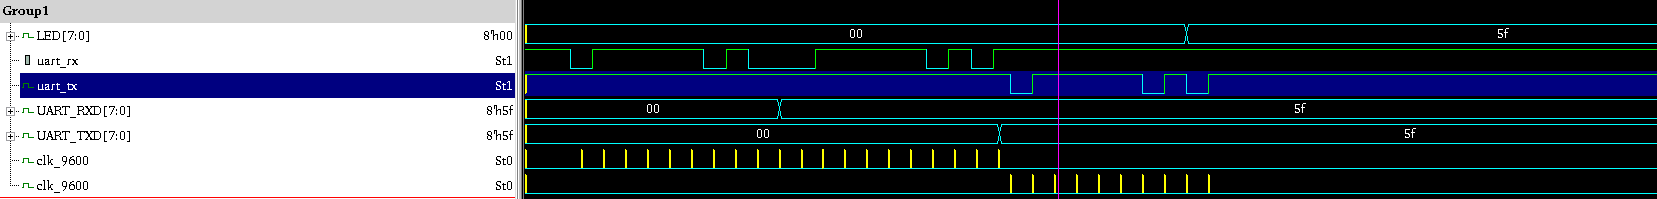 Group1
LED[7:0] 8'h00 00 5f
uart_rx St1
uart_tx St1
UART_RXD[7:0] 8'h5f 00 5f
UART_TXD[7:0] 8'h5f 00 5f
clk_9600 St0
clk_9600 St0